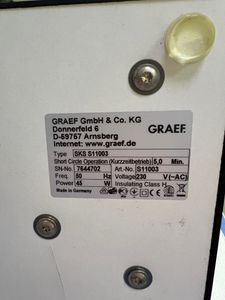 GRAEF GmbH & Co. KG
Donnerfeld 6
D-59757 Arnsberg
Internet: www.graef.de
GRAEF.
Type SKS S11003
Short Circle Operation (Kurzzeitbetrieb) 5,0 Min.
SN-No. 7644702 Art.-No. S11003
Freq. 50 Hz Voltage 230 V(~AC)
Power 45 W Insulating Class H
Made in Germany